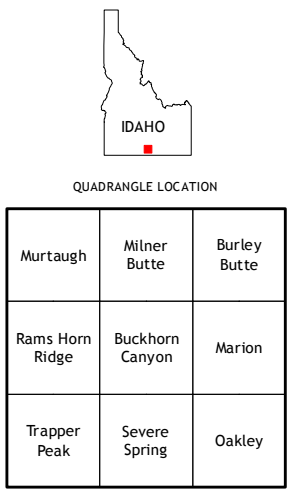 IDAHO
QUADRANGLE LOCATION
Murtaugh
Milner
Butte
Burley
Butte
Rams Horn
Ridge
Buckhorn
Canyon
Marion
Trapper
Peak
Severe
Spring
Oakley